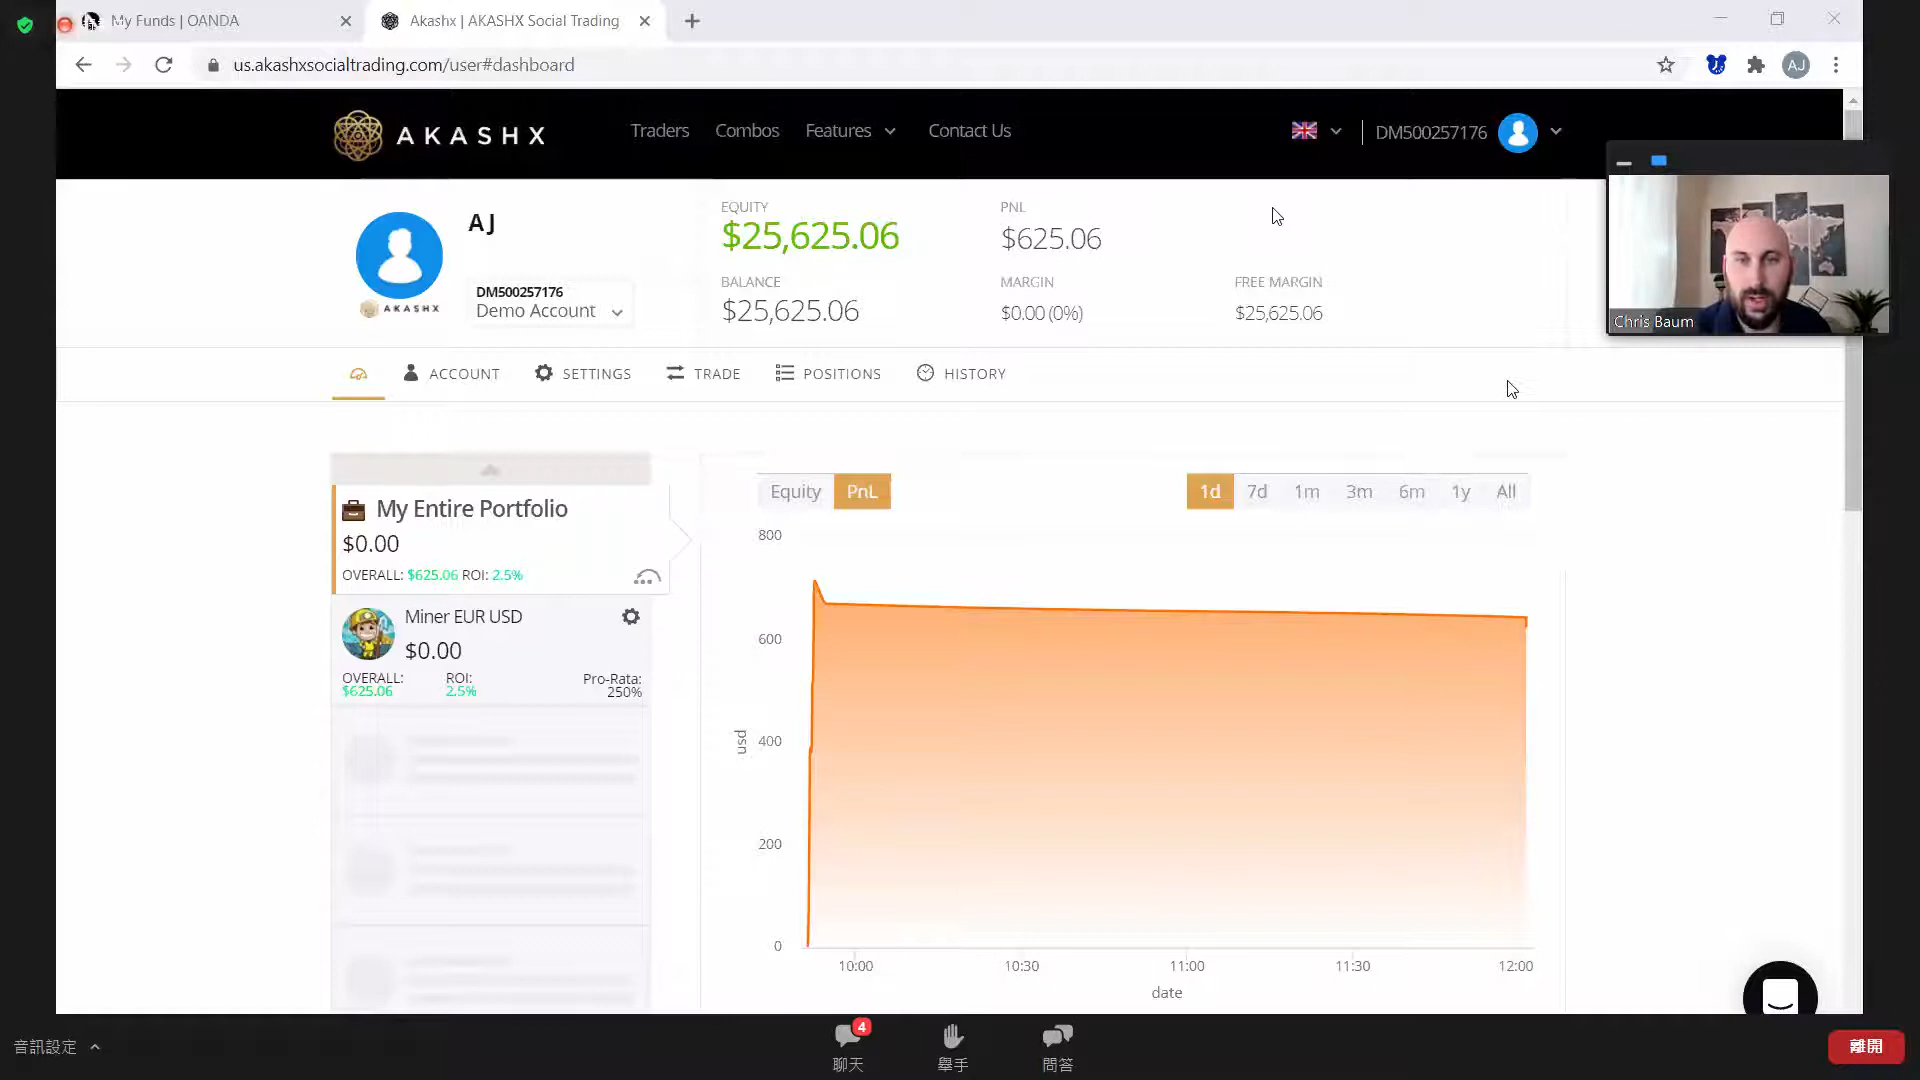 My Funds | OANDA
Akashx | AKASHX Social Trading
us.akashxsocialtrading.com/user#dashboard
AJ
AKASHX
Traders
Combos
Features
Contact Us
DM500257176
AJ
EQUITY
$25,625.06
PNL
$625.06
AKASHX
DM500257176
Demo Account
BALANCE
$25,625.06
MARGIN
$0.00 (0%)
FREE MARGIN
$25,625.06
Chris Baum
ACCOUNT
SETTINGS
TRADE
POSITIONS
HISTORY
My Entire Portfolio
$0.00
OVERALL: $625.06 ROI: 2.5%
Miner EUR USD
$0.00
OVERALL:
$625.06
ROI:
2.5%
Pro-Rata:
250%
Equity
PnL
1d
7d
1m
3m
6m
1y
All
800
600
400
200
0
usd
10:00
10:30
11:00
11:30
12:00
date
音訊設定
4
聊天
舉手
問答
離開